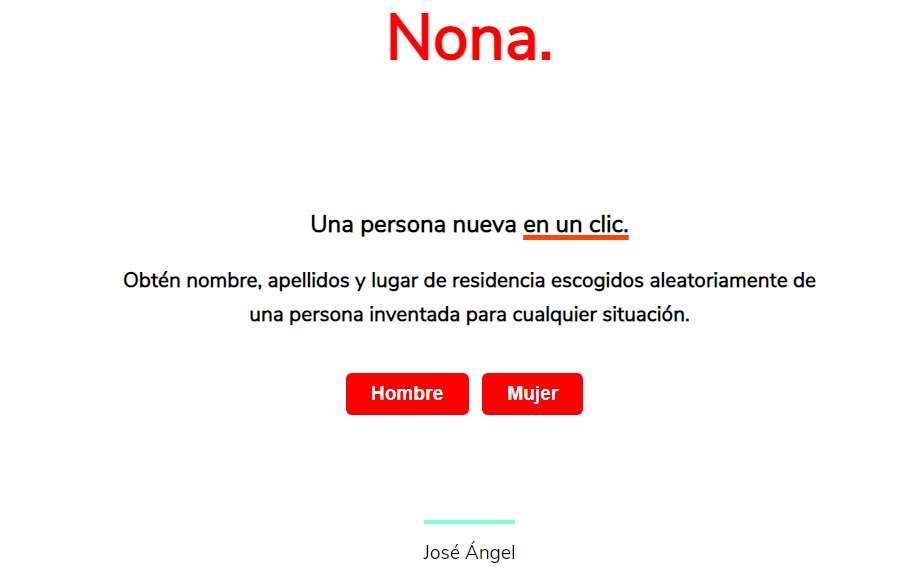 Nona.
Una persona nueva en un clic.
Obtén nombre, apellidos y lugar de residencia escogidos aleatoriamente de
una persona inventada para cualquier situación.
Hombre Mujer
José Ángel